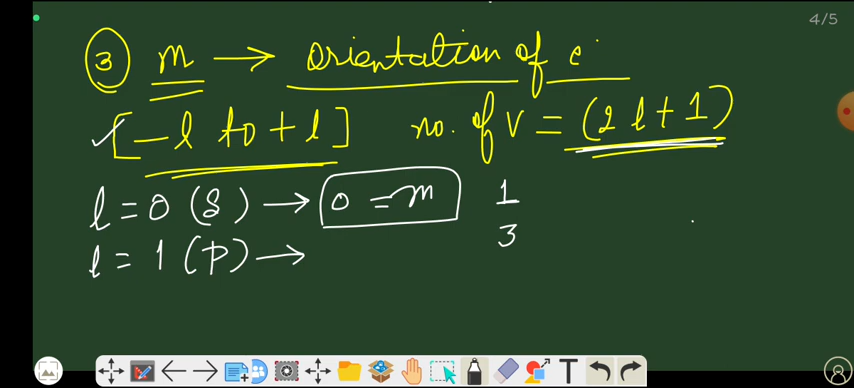 4/5
③ m → orientation of e⁻
✓[-l to +l] no. of V = (2l+1)
l = 0 (S) → 0 = m 1
l = 1 (P) → 3
T